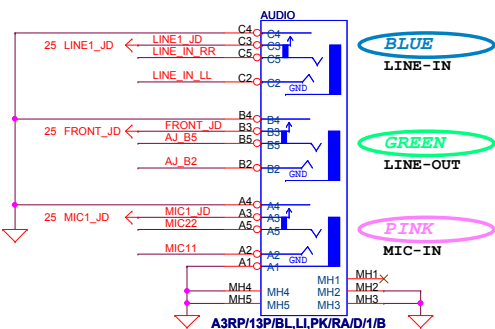 AUDIO
C4 C4
25 LINE1_JD LINE1_JD C3 C3
LINE_IN_RR C5 C5
LINE_IN_LL C2 C2
GND
BLUE
LINE-IN
B4 B4
25 FRONT_JD FRONT_JD B3 B3
AJ_B5 B5 B5
AJ_B2 B2 B2
GND
GREEN
LINE-OUT
A4 A4
25 MIC1_JD MIC1_JD A3 A3
MIC22 A5 A5
MIC11 A2 A2
A1 A1
GND
PINK
MIC-IN
MH1 MH1
MH4 MH4 MH2 MH2
MH5 MH5 MH3 MH3
A3RP/13P/BL,LI,PK/RA/D/1/B